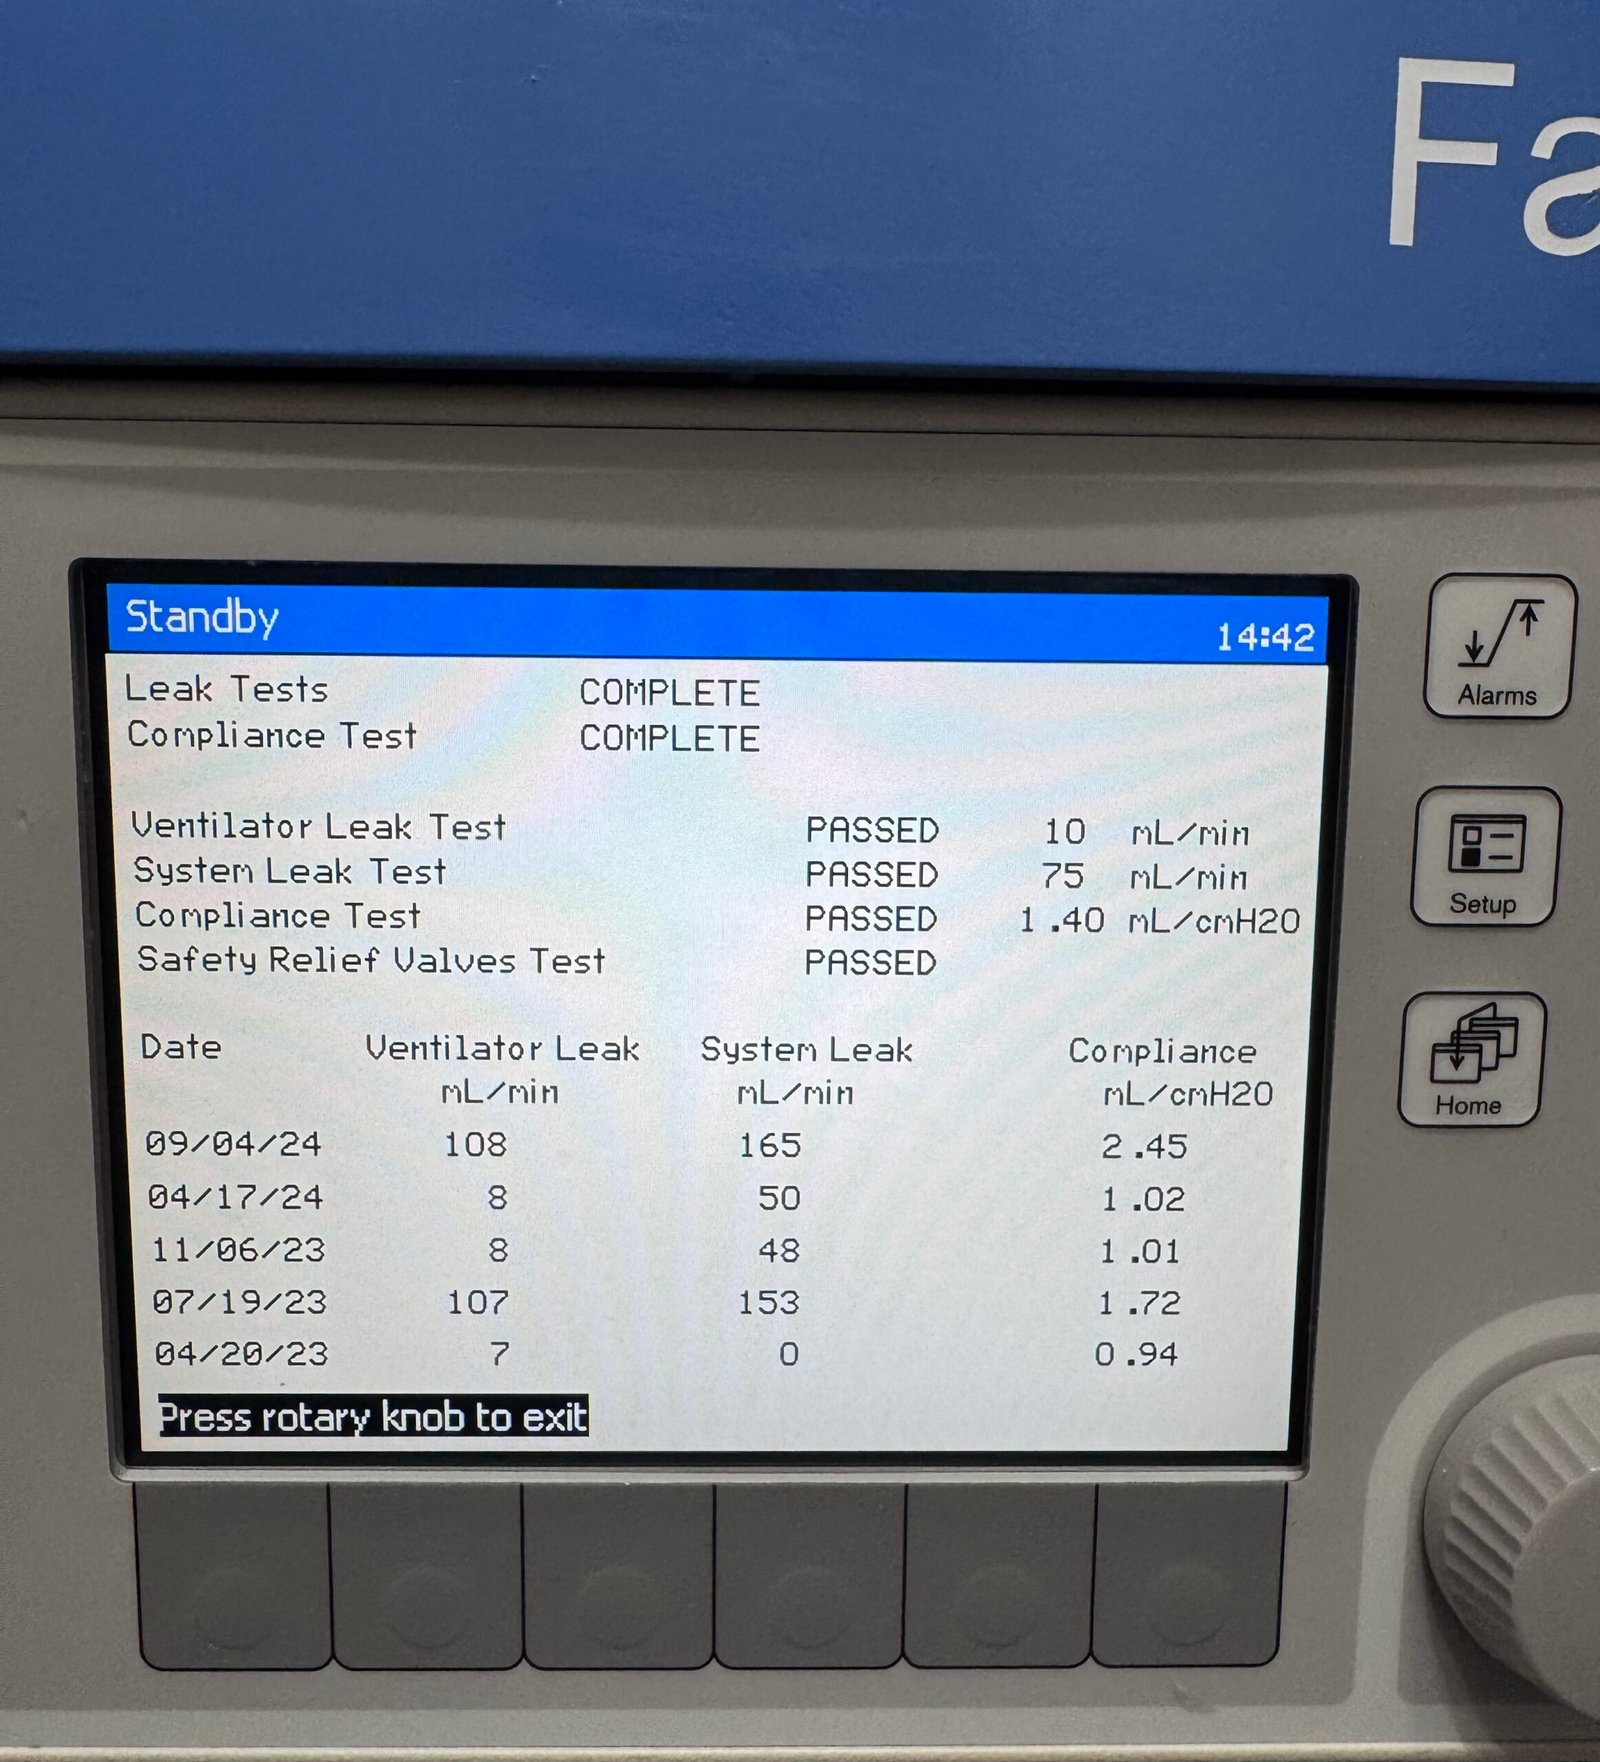 Fa
Standby 14:42
Leak Tests COMPLETE
Compliance Test COMPLETE
Ventilator Leak Test PASSED 10 mL/min
System Leak Test PASSED 75 mL/min
Compliance Test PASSED 1.40 mL/cmH2O
Safety Relief Valves Test PASSED
Date Ventilator Leak System Leak Compliance
mL/min mL/min mL/cmH2O
09/04/24 108 165 2.45
04/17/24 8 50 1.02
11/06/23 8 48 1.01
07/19/23 107 153 1.72
04/20/23 7 0 0.94
Press rotary knob to exit
Alarms
Setup
Home